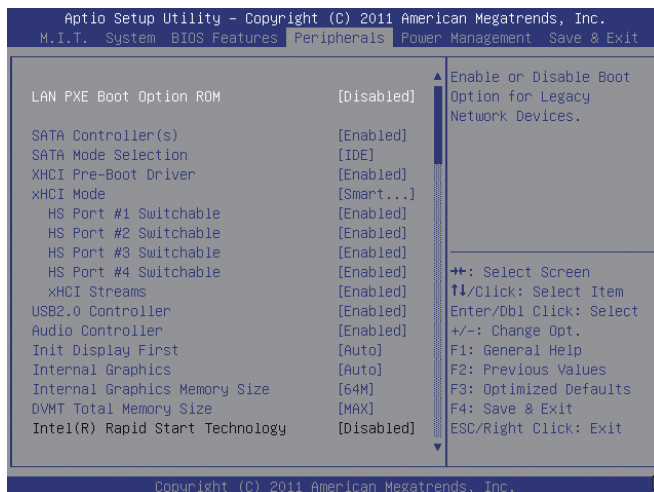 Aptio Setup Utility – Copyright (C) 2011 American Megatrends, Inc.
M.I.T. System BIOS Features Peripherals Power Management Save & Exit
LAN PXE Boot Option ROM [Disabled]
SATA Controller(s) [Enabled]
SATA Mode Selection [IDE]
XHCI Pre-Boot Driver [Enabled]
xHCI Mode [Smart...]
HS Port #1 Switchable [Enabled]
HS Port #2 Switchable [Enabled]
HS Port #3 Switchable [Enabled]
HS Port #4 Switchable [Enabled]
xHCI Streams [Enabled]
USB2.0 Controller [Enabled]
Audio Controller [Enabled]
Init Display First [Auto]
Internal Graphics [Auto]
Internal Graphics Memory Size [64M]
DVMT Total Memory Size [MAX]
Intel(R) Rapid Start Technology [Disabled]
Enable or Disable Boot
Option for Legacy
Network Devices.
→←: Select Screen
↑↓/Click: Select Item
Enter/Dbl Click: Select
+/-: Change Opt.
F1: General Help
F2: Previous Values
F3: Optimized Defaults
F4: Save & Exit
ESC/Right Click: Exit
Copyright (C) 2011 American Megatrends, Inc.